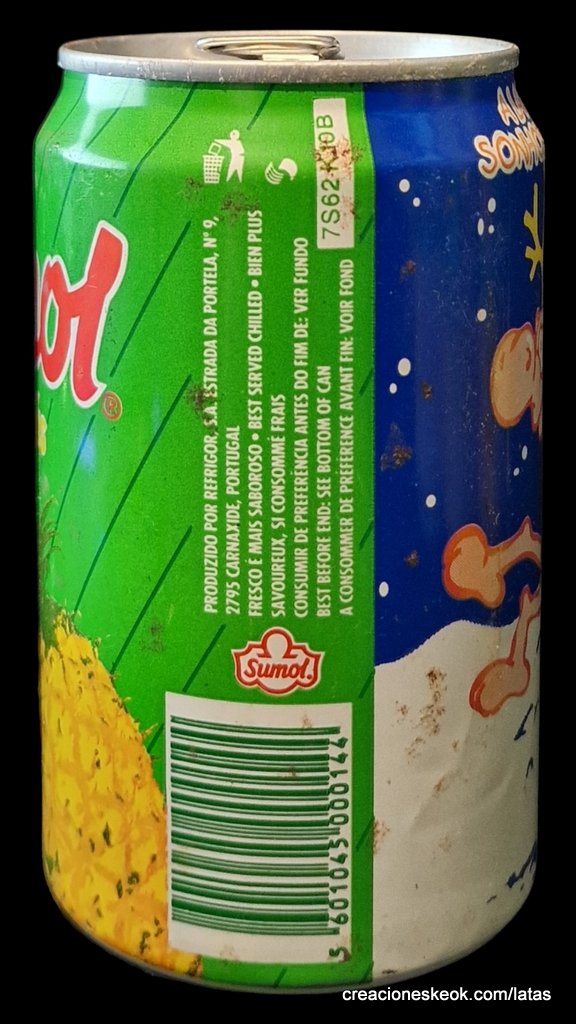 ol®
7S62K10B
PRODUZIDO POR REFRIGOR, S.A. ESTRADA DA PORTELA, Nº 9,
2795 CARNAXIDE, PORTUGAL
FRESCO É MAIS SABOROSO • BEST SERVED CHILLED • BIEN PLUS
SAVOUREUX, SI CONSOMMÉ FRAIS
CONSUMIR DE PREFERÊNCIA ANTES DO FIM DE: VER FUNDO
BEST BEFORE END: SEE BOTTOM OF CAN
A CONSOMMER DE PRÉFÉRENCE AVANT FIN: VOIR FOND
Sumol.
5 601045 000144
creacioneskeok.com/latas